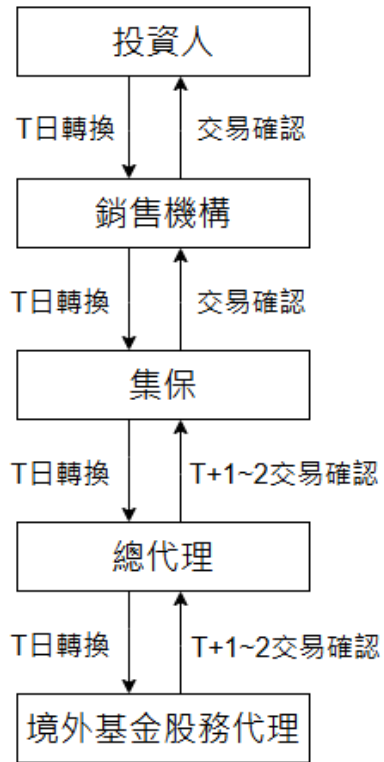 投資人
T日轉換
交易確認
銷售機構
T日轉換
交易確認
集保
T日轉換
T+1~2交易確認
總代理
T日轉換
T+1~2交易確認
境外基金股務代理